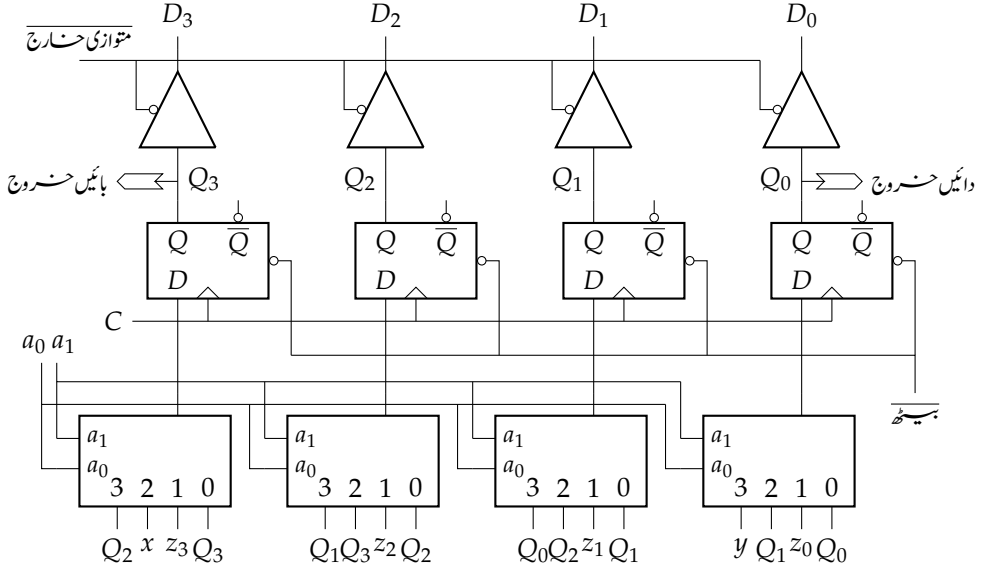 D3 D2 D1 D0
متوازی خارج
بائیں خروج Q3 Q2 Q1 Q0 دائیں خروج
Q Q̅ Q Q̅ Q Q̅ Q Q̅
D D D D
C
a0 a1
بیٹھ
a1 a1 a1 a1
a0 a0 a0 a0
3 2 1 0 3 2 1 0 3 2 1 0 3 2 1 0
Q2 x z3 Q3 Q1 Q3 z2 Q2 Q0 Q2 z1 Q1 y Q1 z0 Q0